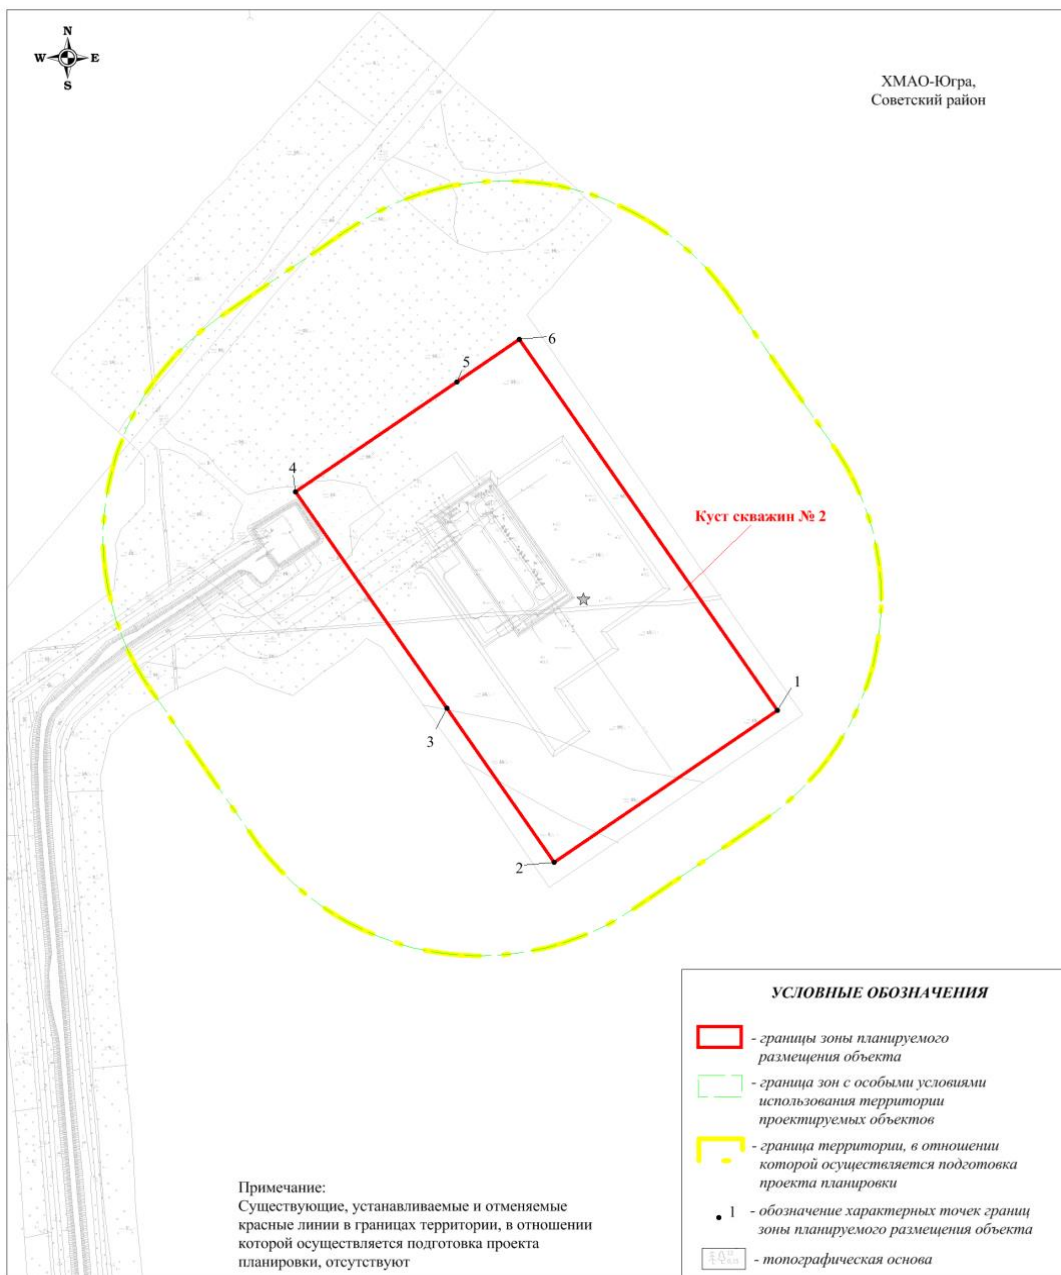 N
W E
S
ХМАО-Югра,
Советский район
6
5
4
Куст скважин № 2
1
3
2
УСЛОВНЫЕ ОБОЗНАЧЕНИЯ
- границы зоны планируемого
размещения объекта
- граница зон с особыми условиями
использования территории
проектируемых объектов
- граница территории, в отношении
которой осуществляется подготовка
проекта планировки
1 - обозначение характерных точек границ
зоны планируемого размещения объекта
- топографическая основа
Примечание:
Существующие, устанавливаемые и отменяемые
красные линии в границах территории, в отношении
которой осуществляется подготовка проекта
планировки, отсутствуют